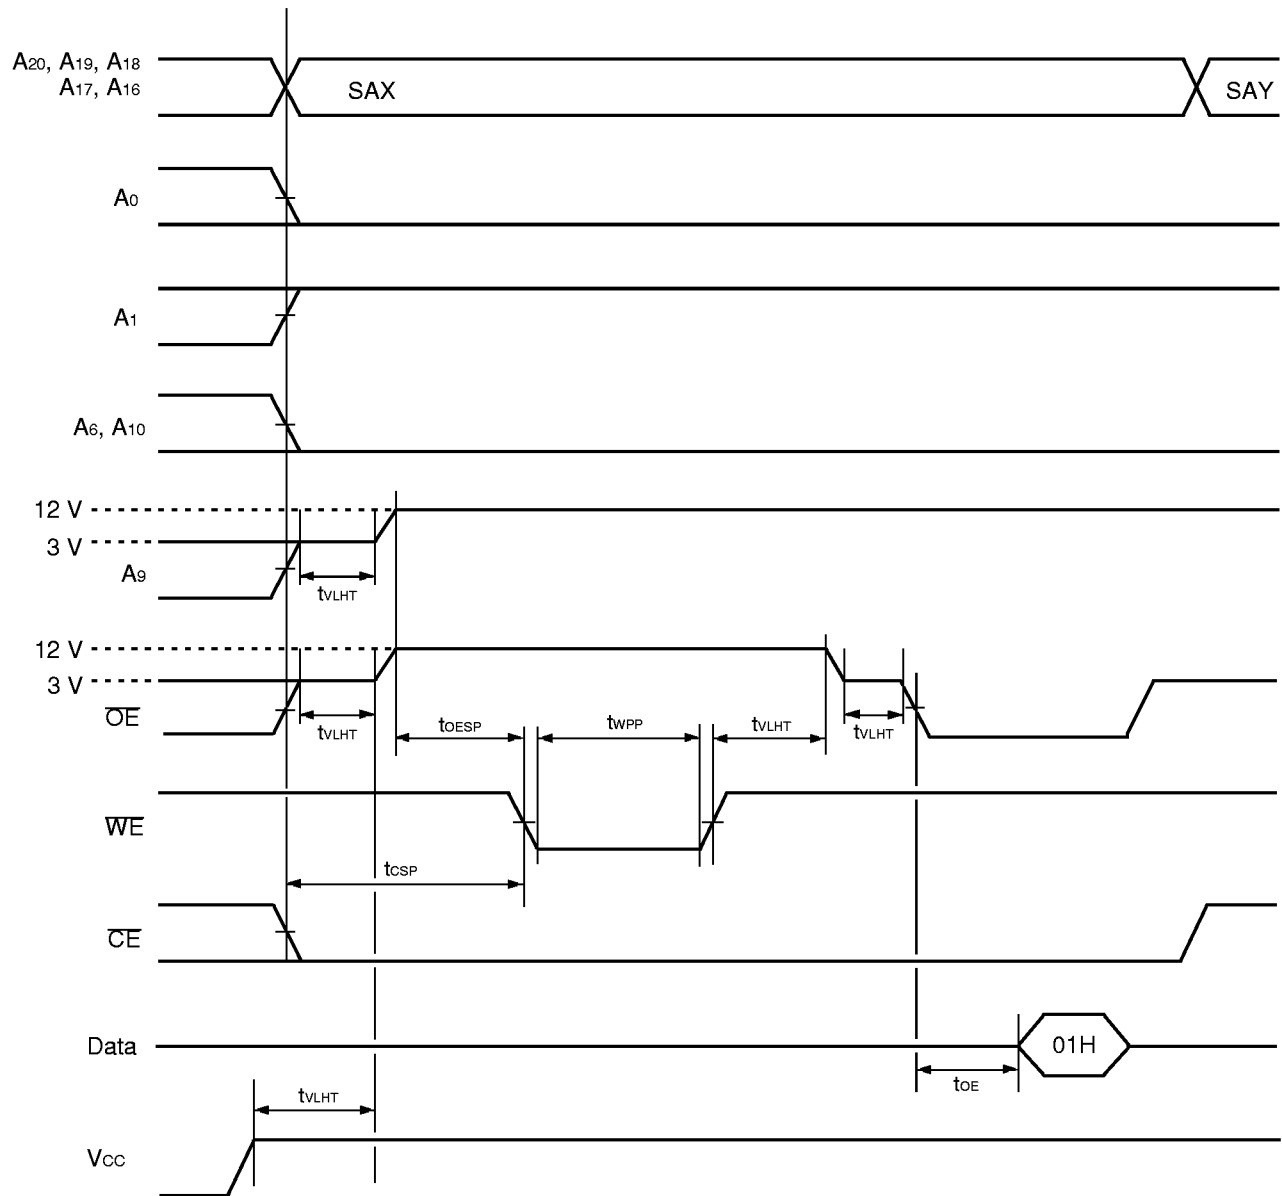 A20, A19, A18
A17, A16
SAX
SAY
A0
A1
A6, A10
12 V
3 V
A9
tVLHT
12 V
3 V
OE
tVLHT
tOESP
tWPP
tVLHT
tVLHT
WE
tCSP
CE
Data
01H
tOE
tVLHT
VCC